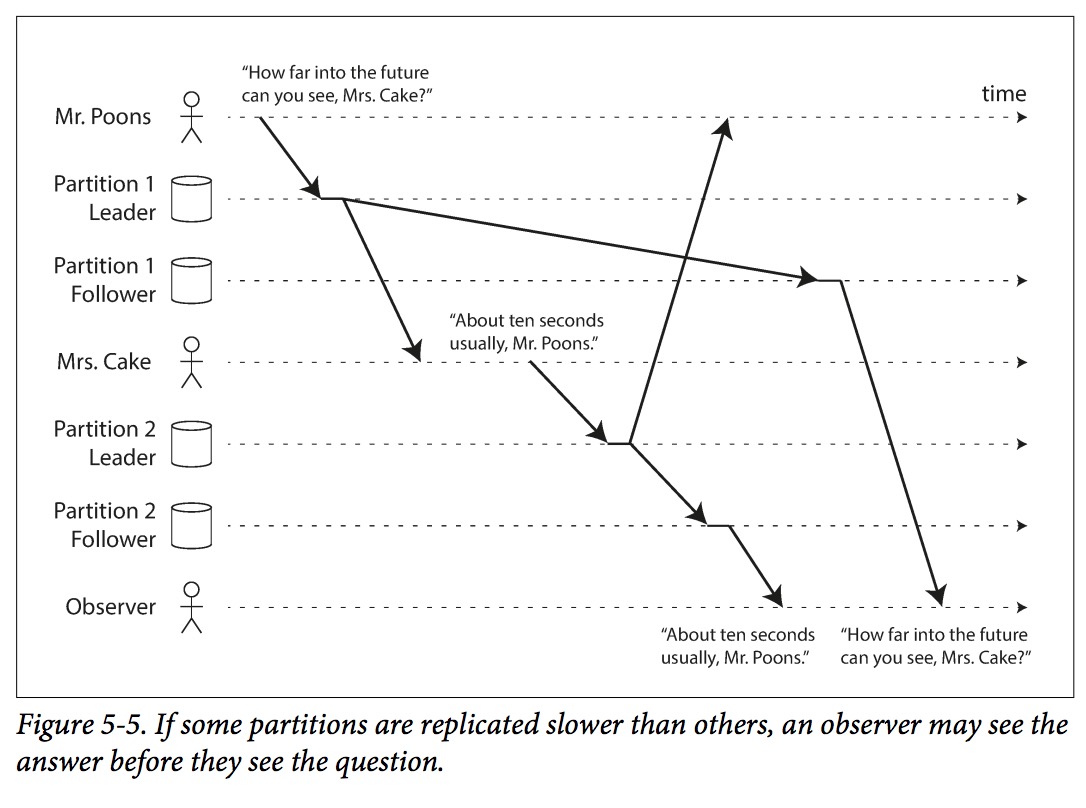 “How far into the future
can you see, Mrs. Cake?”
time
Mr. Poons
Partition 1
Leader
Partition 1
Follower
“About ten seconds
usually, Mr. Poons.”
Mrs. Cake
Partition 2
Leader
Partition 2
Follower
Observer
“About ten seconds
usually, Mr. Poons.”
“How far into the future
can you see, Mrs. Cake?”
Figure 5-5. If some partitions are replicated slower than others, an observer may see the
answer before they see the question.